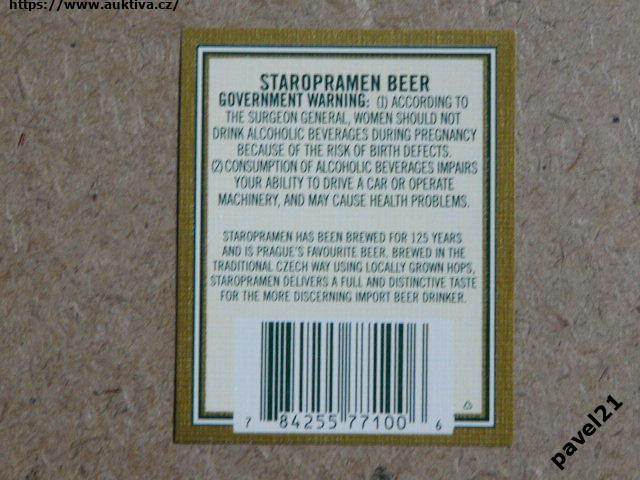 https://www.auktiva.cz/
STAROPRAMEN BEER
GOVERNMENT WARNING: (1) ACCORDING TO
THE SURGEON GENERAL, WOMEN SHOULD NOT
DRINK ALCOHOLIC BEVERAGES DURING PREGNANCY
BECAUSE OF THE RISK OF BIRTH DEFECTS.
(2) CONSUMPTION OF ALCOHOLIC BEVERAGES IMPAIRS
YOUR ABILITY TO DRIVE A CAR OR OPERATE
MACHINERY, AND MAY CAUSE HEALTH PROBLEMS.
STAROPRAMEN HAS BEEN BREWED FOR 125 YEARS
AND IS PRAGUE'S FAVOURITE BEER. BREWED IN THE
TRADITIONAL CZECH WAY USING LOCALLY GROWN HOPS,
STAROPRAMEN DELIVERS A FULL AND DISTINCTIVE TASTE
FOR THE MORE DISCERNING IMPORT BEER DRINKER.
7 84255 77100 6
pavel21